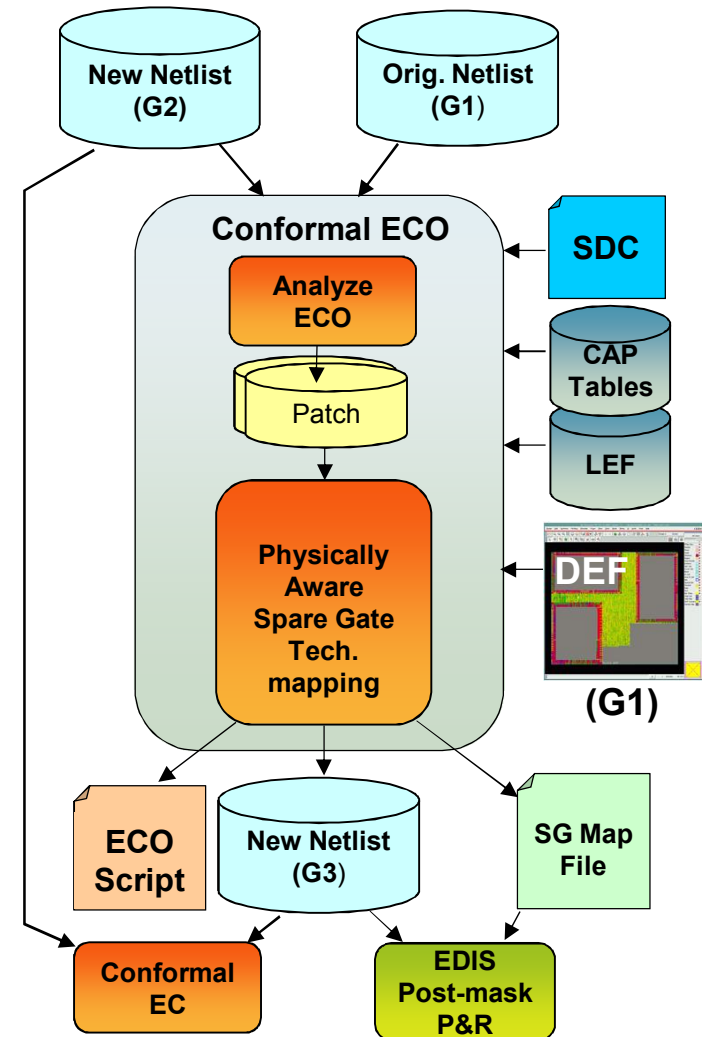 New Netlist
(G2)
Orig. Netlist
(G1)
Conformal ECO
SDC
Analyze
ECO
CAP
Tables
Patch
LEF
Physically
Aware
Spare Gate
Tech.
mapping
DEF
(G1)
ECO
Script
New Netlist
(G3)
SG Map
File
Conformal
EC
EDIS
Post-mask
P&R